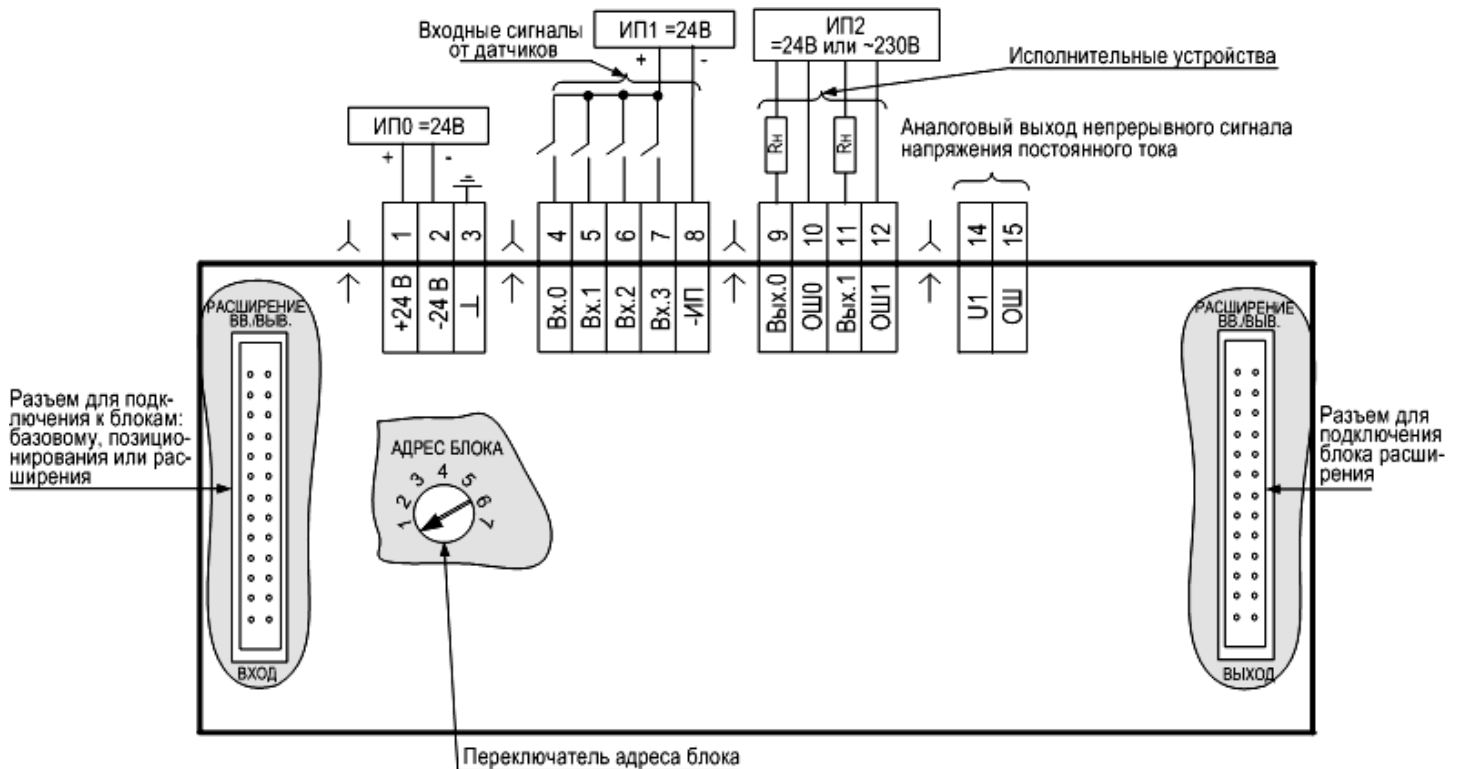 Входные сигналы
от датчиков
ИП1 =24В
+
-
ИП2
=24В или ~230В
Исполнительные устройства
ИП0 =24В
+
-
Rн
Rн
Аналоговый выход непрерывного сигнала
напряжения постоянного тока
1
2
3
4
5
6
7
8
9
10
11
12
14
15
+24 В
-24 В
Вх.0
Вх.1
Вх.2
Вх.3
-ИП
Вых.0
ОШ0
Вых.1
ОШ1
U1
ОШ
РАСШИРЕНИЕ
ВВ./ВЫВ.
РАСШИРЕНИЕ
ВВ./ВЫВ.
Разъем для подк-
лючения к блокам:
базовому, позицио-
нирования или рас-
ширения
АДРЕС БЛОКА
1
2
3
4
5
6
7
Разъем для
подключения
блока расши-
рения
ВХОД
ВЫХОД
Переключатель адреса блока